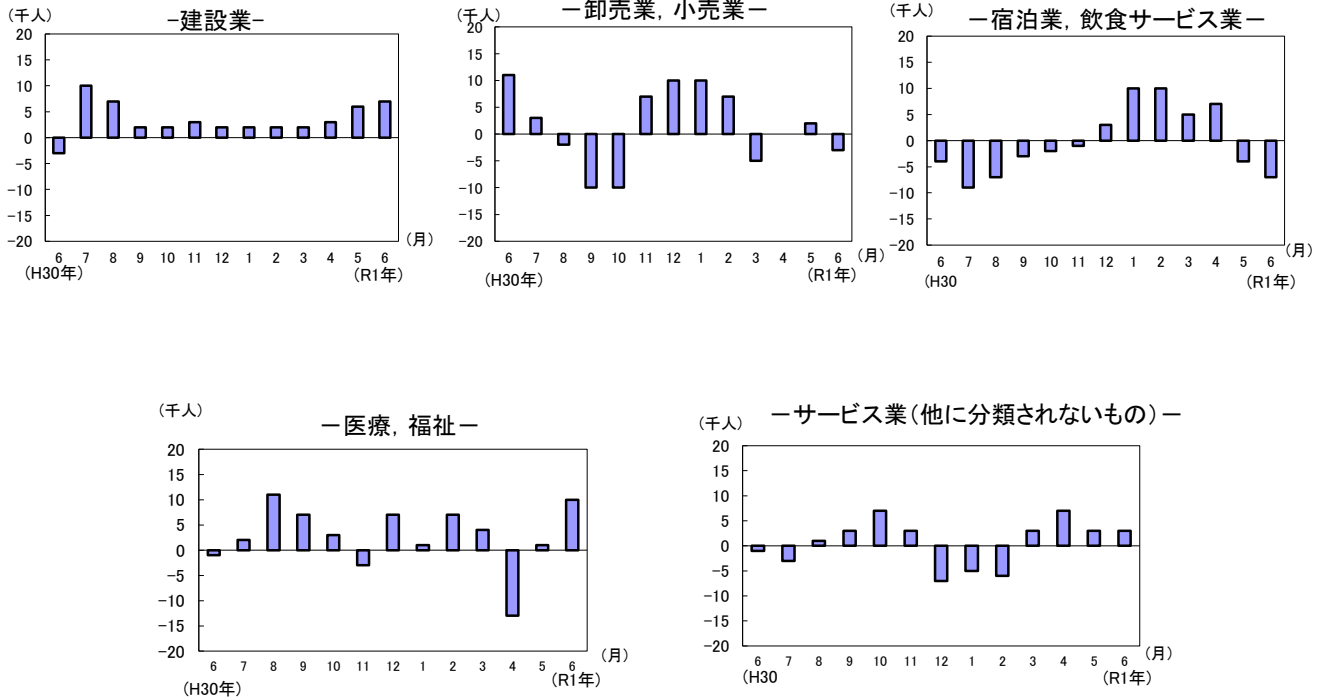 （千人）
－建設業－
20
15
10
5
0
−5
−10
−15
−20
6 7 8 9 10 11 12 1 2 3 4 5 6
（月）
（H30年）
（R1年）
（千人）
－卸売業，小売業－
20
15
10
5
0
−5
−10
−15
−20
6 7 8 9 10 11 12 1 2 3 4 5 6
（月）
（H30年）
（R1年）
（千人）
－宿泊業，飲食サービス業－
20
15
10
5
0
−5
−10
−15
−20
6 7 8 9 10 11 12 1 2 3 4 5 6
（月）
（H30
（R1年）
（千人）
－医療，福祉－
20
15
10
5
0
−5
−10
−15
−20
6 7 8 9 10 11 12 1 2 3 4 5 6
（月）
（H30年）
（R1年）
（千人）
－サービス業（他に分類されないもの）－
20
15
10
5
0
−5
−10
−15
−20
6 7 8 9 10 11 12 1 2 3 4 5 6
（月）
（H30
（R1年）